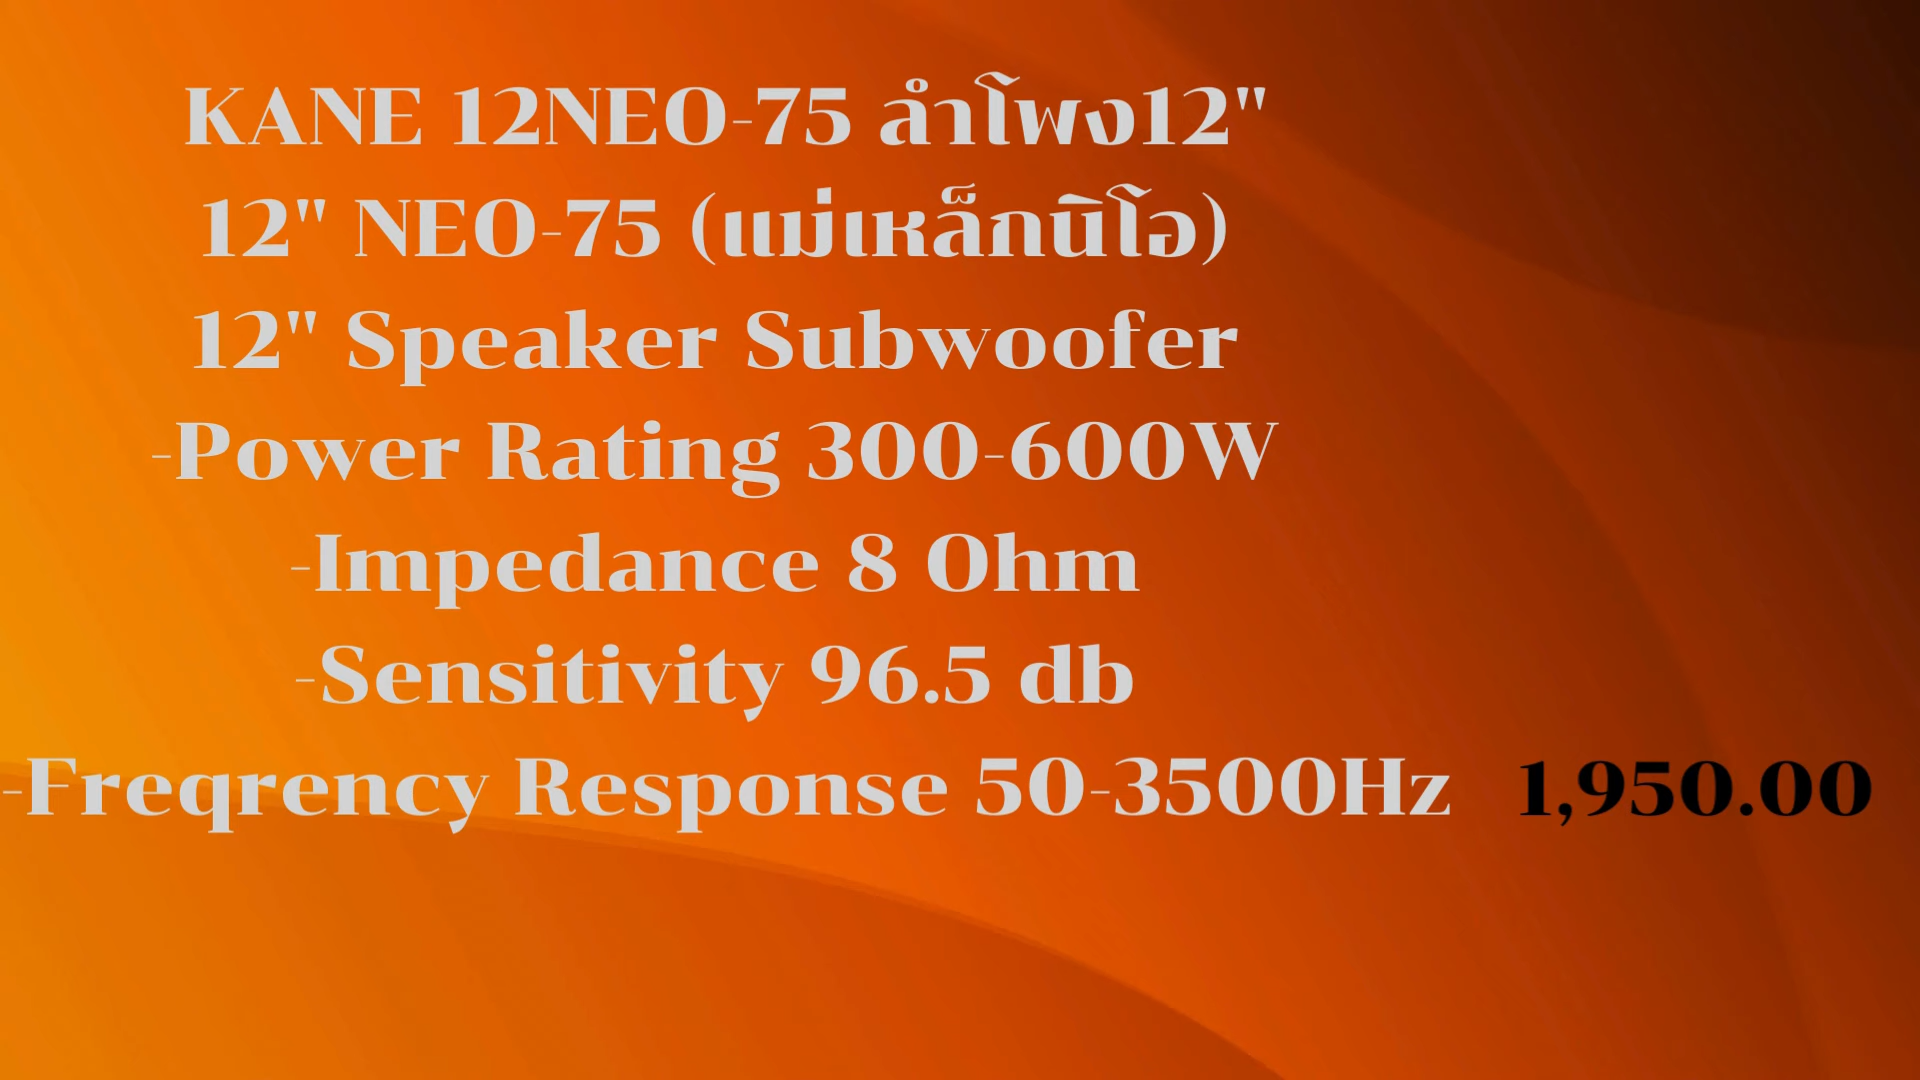 KANE 12NEO-75 ลำโพง12"
12" NEO-75 (แม่เหล็กนิโอ)
12" Speaker Subwoofer
-Power Rating 300-600W
-Impedance 8 Ohm
-Sensitivity 96.5 db
-Freqrency Response 50-3500Hz 1,950.00